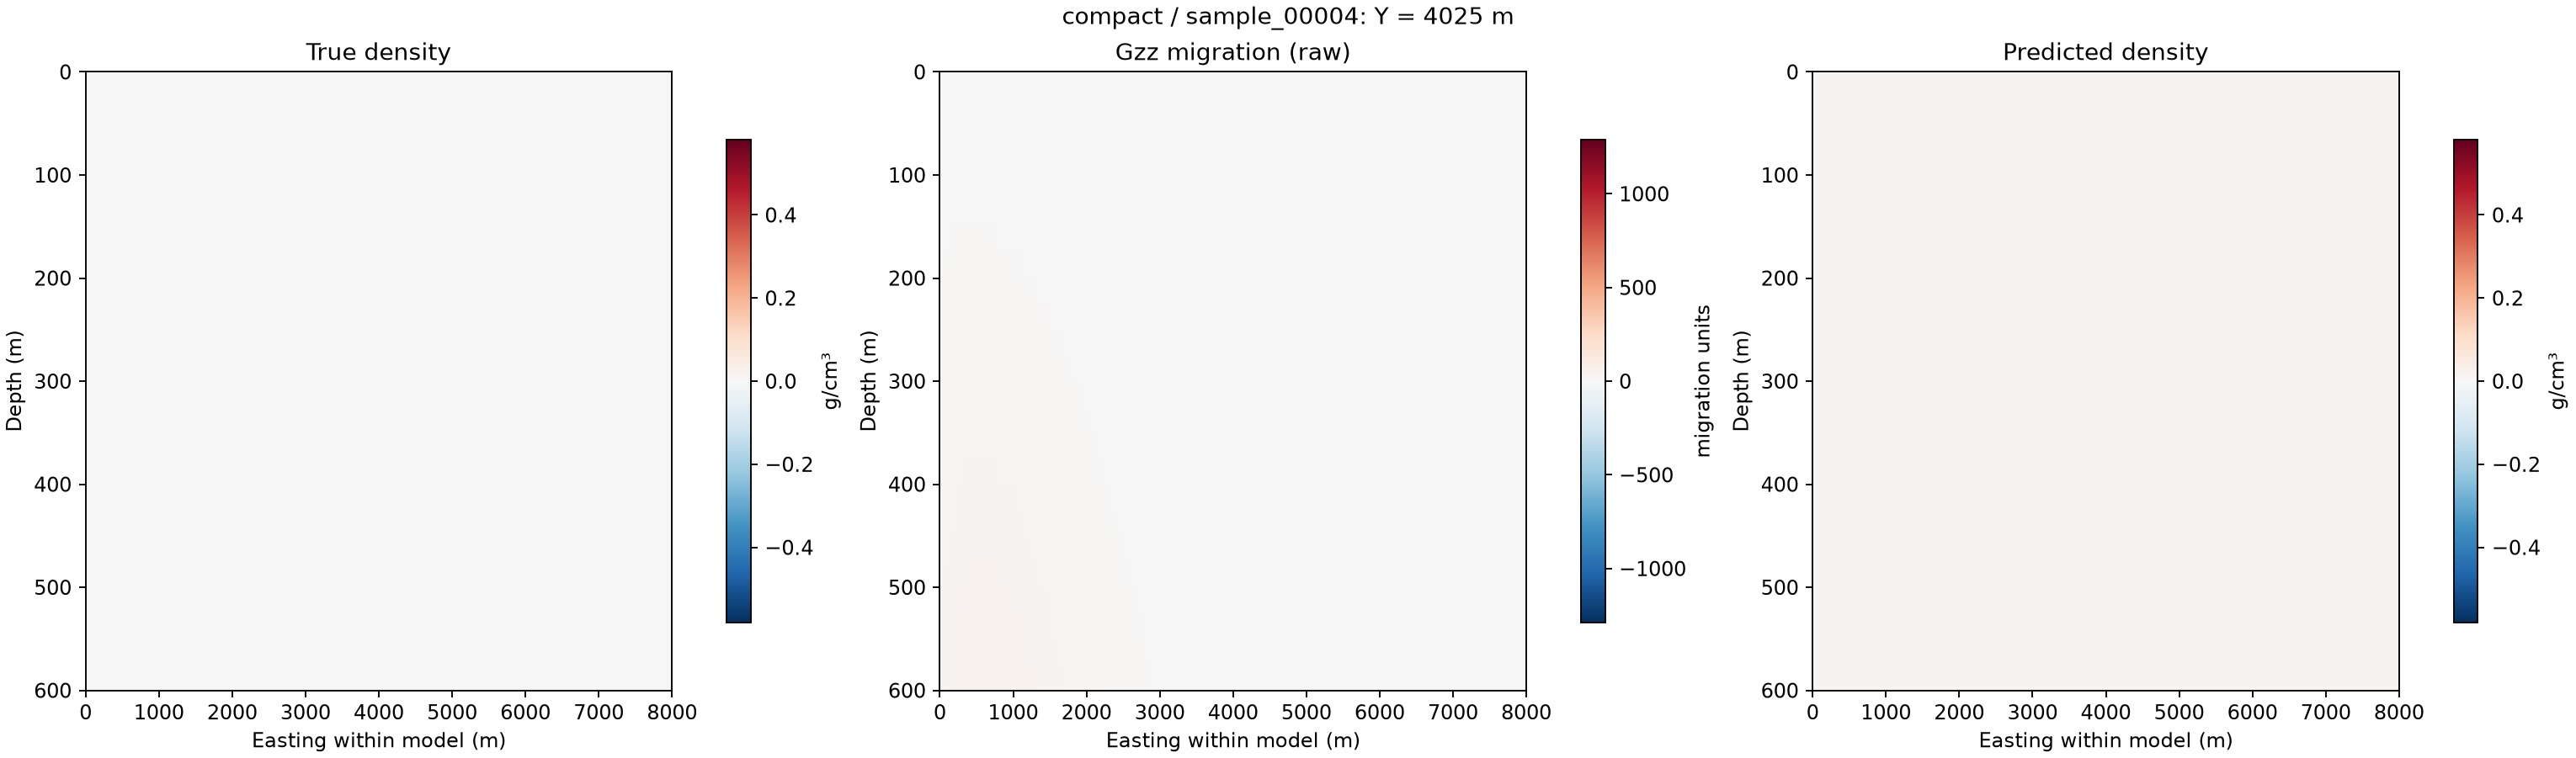 compact / sample_00004: Y = 4025 m
True density
0
100
200
300
400
500
600
Depth (m)
0 1000 2000 3000 4000 5000 6000 7000 8000
Easting within model (m)
0.4
0.2
0.0
−0.2
−0.4
g/cm³
Gzz migration (raw)
0
100
200
300
400
500
600
Depth (m)
0 1000 2000 3000 4000 5000 6000 7000 8000
Easting within model (m)
1000
500
0
−500
−1000
migration units
Predicted density
0
100
200
300
400
500
600
Depth (m)
0 1000 2000 3000 4000 5000 6000 7000 8000
Easting within model (m)
0.4
0.2
0.0
−0.2
−0.4
g/cm³